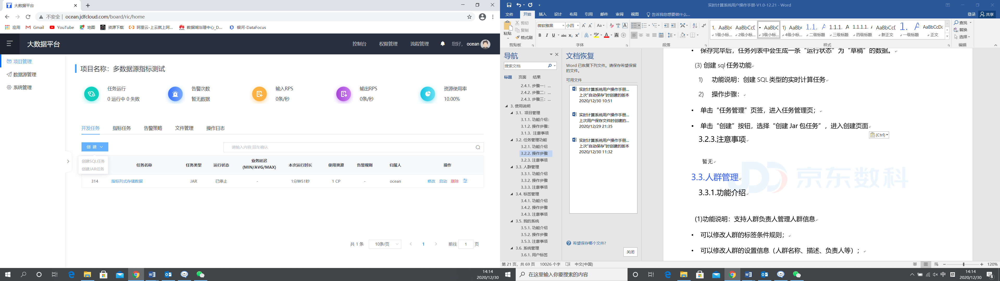 大数据平台
不安全 | ocean.jdfcloud.com/board/ric/home
应用
Gmail
YouTube
地图
资源下载
阿里云-上云就上阿...
数据湖治理中心_D...
银河-DataFocus
大数据平台
控制台
权限管理
流程管理
您好， ocean
项目管理
数据源管理
系统管理
项目名称：多数据源指标测试
任务运行
0 运行中 0 失败
告警次数
暂无数据
输入RPS
0条/秒
输出RPS
0条/秒
资源使用率
10.00%
开发任务
指标任务
告警策略
文件管理
操作日志
创 建
请输入内容,回车确认
创建SQL任务
创建JAR任务
任务名称
任务类型
运行状态
业务延迟
(MIN/AVG/MAX)
本次运行时长
使用资源
告警规则
归属人
操作
314
指标列式存储数据
JAR
已停止
-
1分钟51秒
1 CP
-
ocean
修改
启动
删除
共 1 条
10条/页
1
前往
1
页
14:14
2020/12/30
实时计算系统用户操作手册-V1.0-12.21 - Word
文件
开始
插入
设计
布局
引用
邮件
审阅
视图
告诉我您想要做什么...
登录
共享
粘贴
剪切
复制
格式刷
剪贴板
微软雅黑
小四
字体
段落
1. AaBb(
1级小标...
AaBbCcD
2级小标...
• AaBbC
3级小标...
1) AaBb(
4级小标...
1.1. A
二级标题
1.1.1. A
三级标题
1.1.1.1. A
四级标题
AaBbCcD
新正文
1. A
一级标题
AaBbCcDc
正文
样式
查找
替换
选择
编辑
导航
搜索文档
标题
页面
结果
2.4.1. 步骤一：...
2.4.2. 步骤二：...
2.4.3. 步骤三：...
3. 使用说明
3.1. 项目管理
3.1.1. 功能介绍：
3.1.2. 操作步骤：
3.1.3. 注意事项
3.2. 任务管理功能
3.2.1. 功能介绍
3.2.2. 操作步骤
3.2.3. 注意事项
3.3. 人群管理
3.3.1. 功能介绍
3.3.2. 操作步骤
3.3.3. 注意事项
3.4. 标签管理
3.4.1. 功能介绍
3.4.2. 操作步骤
3.4.3. 注意事项
3.5. 我的系统
3.5.1. 功能介绍
3.5.2. 操作步骤
3.5.3. 注意事项
3.6. 系统管理
3.6.1. 用户标签
文档恢复
Word 已恢复下列文件。请保存希望保留
的文件。
可用文件
实时计算系统用户操作手册...
上次“自动保存”时创建的版本
2020/12/30 10:51
实时计算系统用户操作手册...
上次用户保存文件时创建的...
2020/12/29 21:35
实时计算系统用户操作手册...
上次“自动保存”时创建的版本
2020/12/30 11:32
希望保存哪个文件?
关闭
• 保存完毕后，任务列表中会生成一条“运行状态”为“草稿”的数据。
(3) 创建 sql 任务功能
1) 功能说明：创建 SQL 类型的实时计算任务
2) 操作步骤：
• 单击“任务管理”页签，进入任务管理页；
• 单击“创建”按钮，选择“创建 Jar 包任务”，进入创建页面
(Ctrl)
3.2.3.注意事项
暂无
3.3.人群管理
京东数科
3.3.1.功能介绍
(1)功能说明：支持人群负责人管理人群信息
• 可以修改人群的标签条件规则；
• 可以修改人群的设置信息（人群名称、描述、负责人等）；
第 21 页，共 69 页
10026 个字
中文(中国)
120%
在这里输入你要搜索的内容
中
拼
14:14
2020/12/30
8